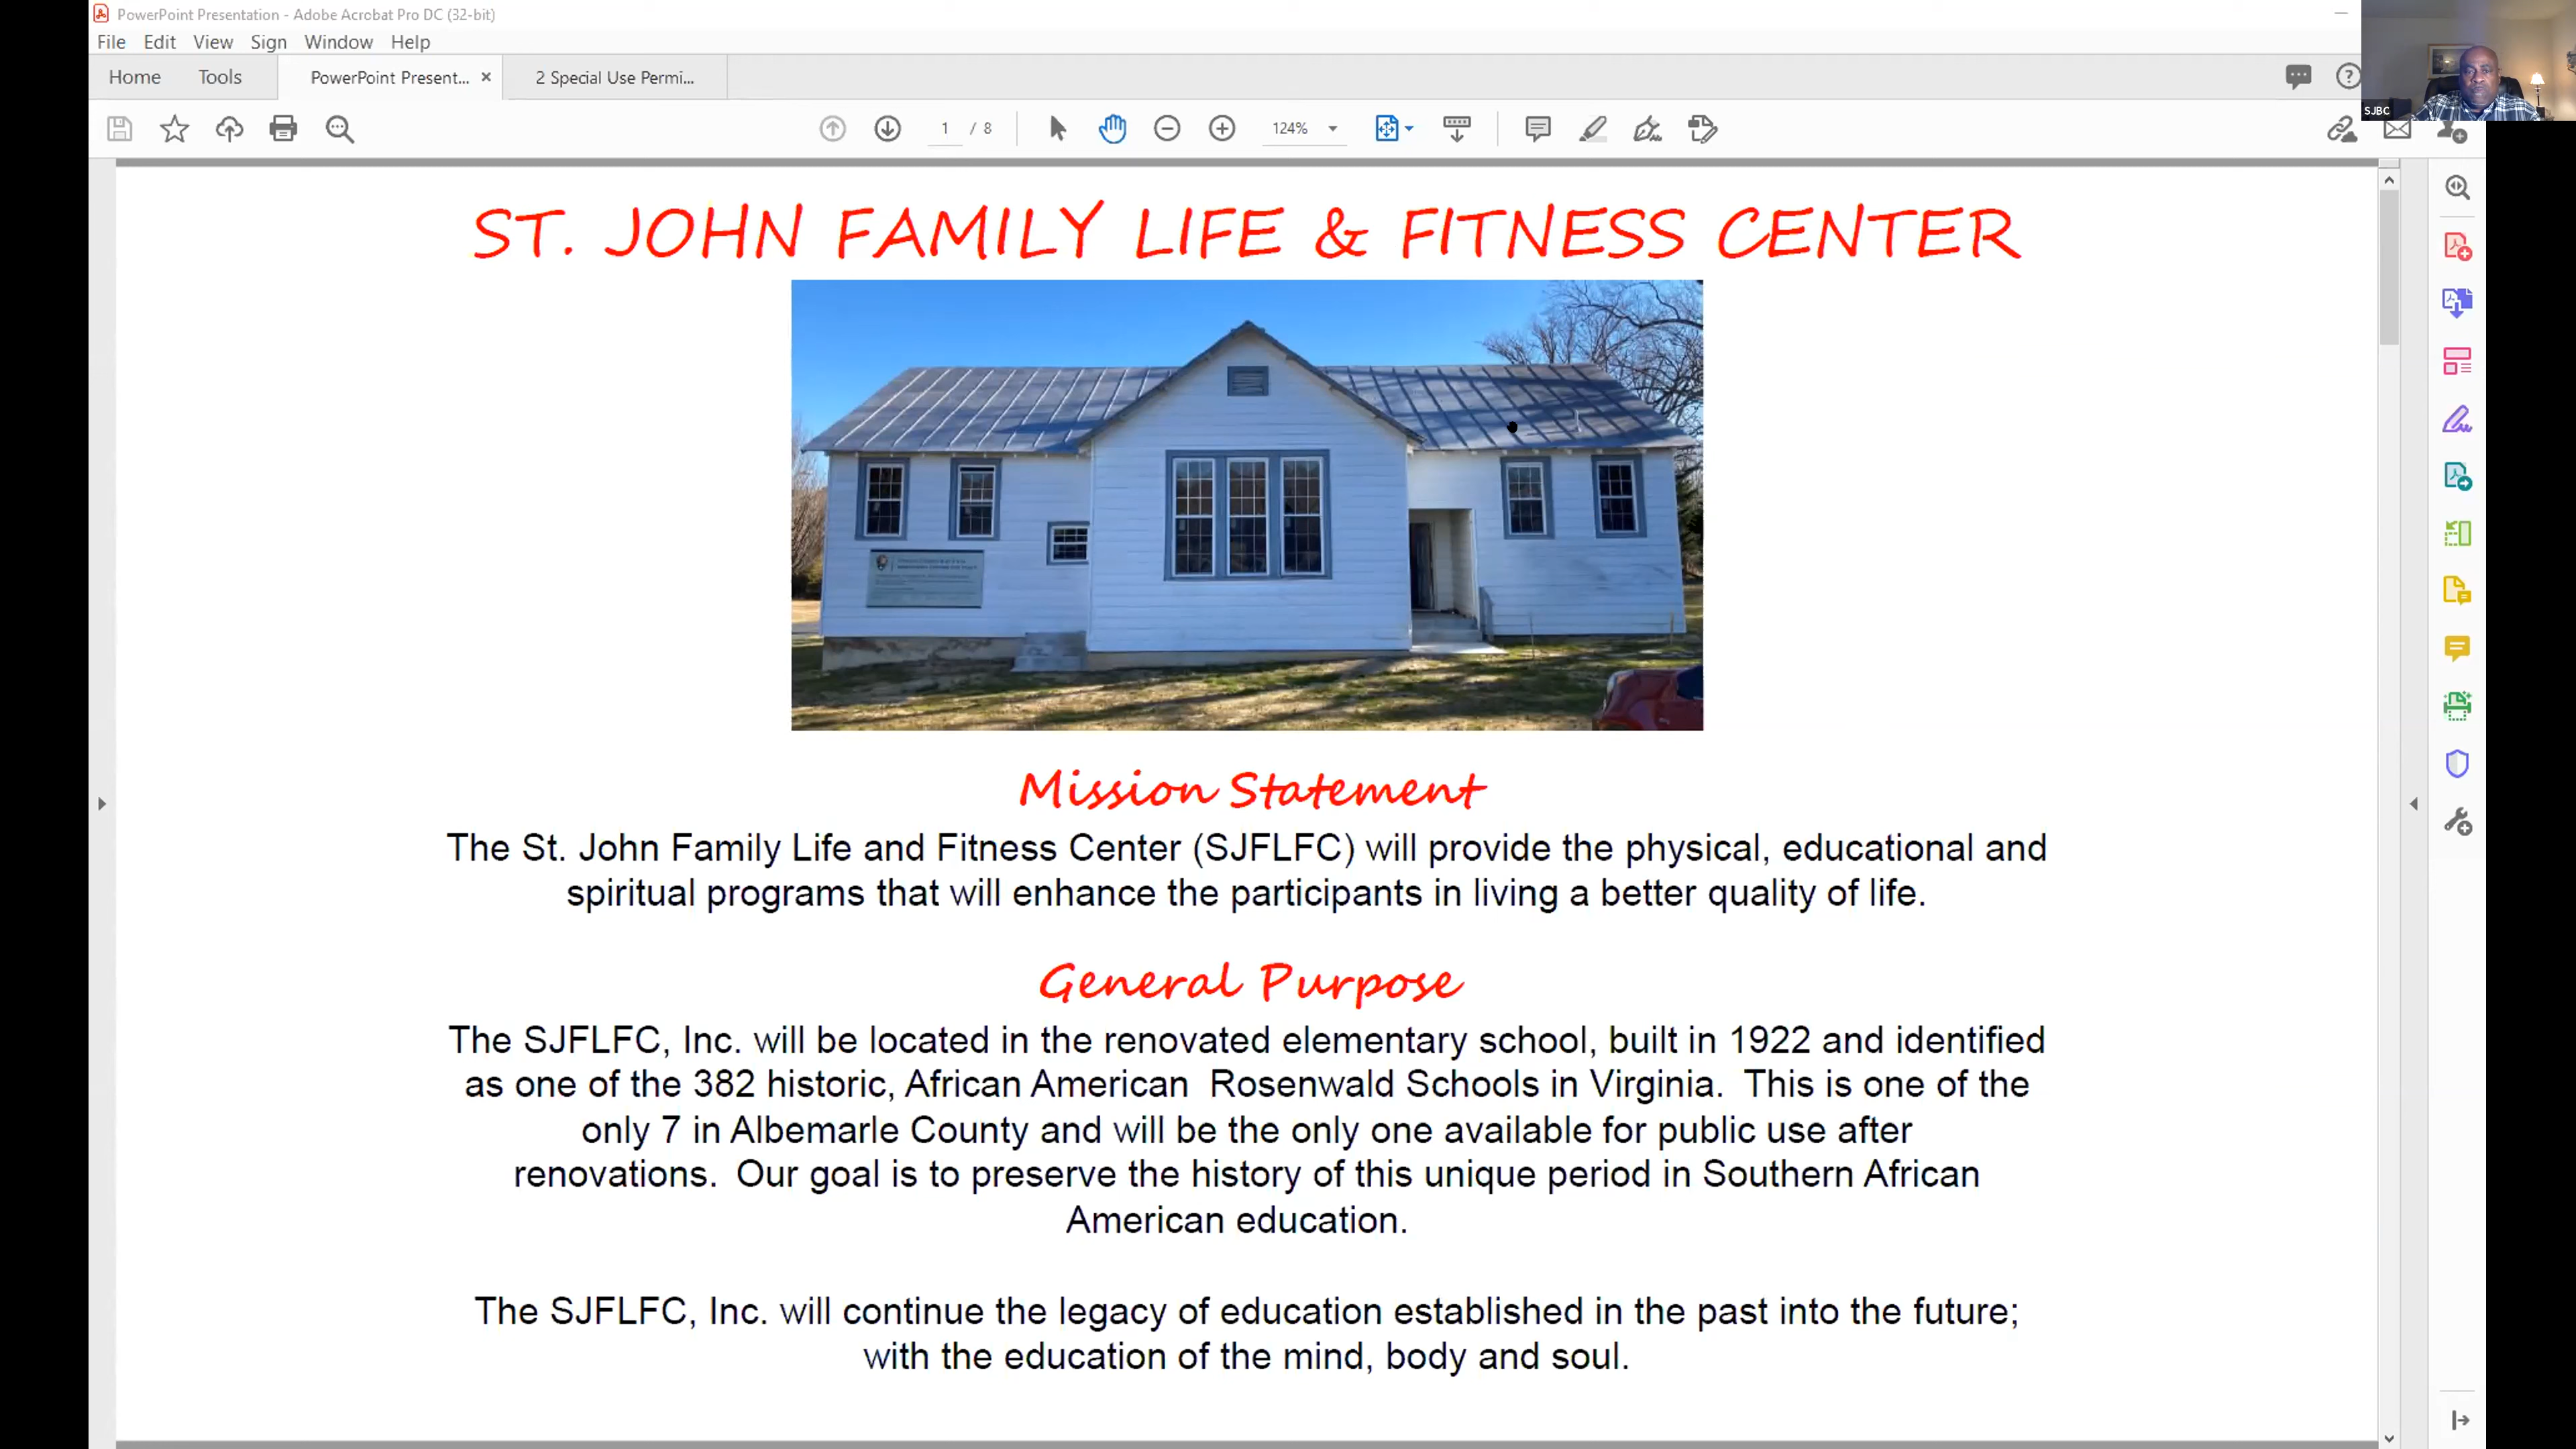 PowerPoint Presentation - Adobe Acrobat Pro DC (32-bit)
File Edit View Sign Window Help
Home Tools PowerPoint Present... × 2 Special Use Permi...
1 / 8 124%
SJBC
ST. JOHN FAMILY LIFE & FITNESS CENTER
Mission Statement
The St. John Family Life and Fitness Center (SJFLFC) will provide the physical, educational and
spiritual programs that will enhance the participants in living a better quality of life.
General Purpose
The SJFLFC, Inc. will be located in the renovated elementary school, built in 1922 and identified
as one of the 382 historic, African American Rosenwald Schools in Virginia. This is one of the
only 7 in Albemarle County and will be the only one available for public use after
renovations. Our goal is to preserve the history of this unique period in Southern African
American education.
The SJFLFC, Inc. will continue the legacy of education established in the past into the future;
with the education of the mind, body and soul.